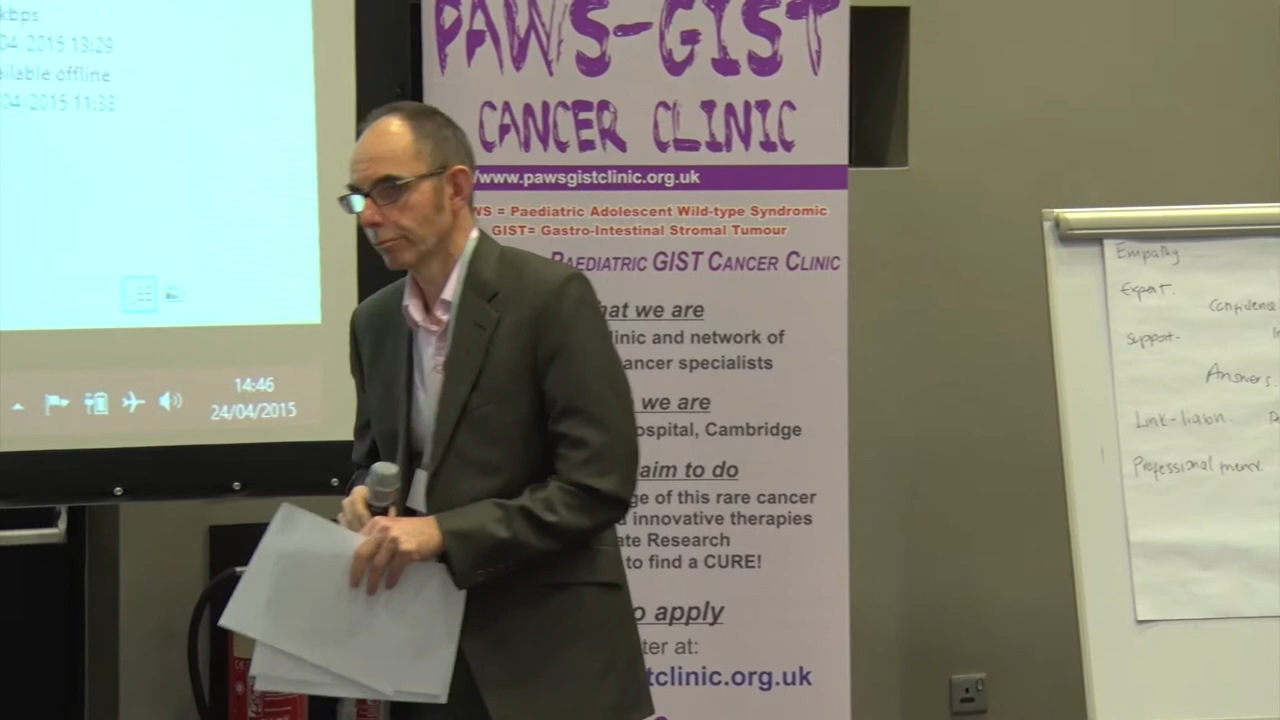 kbps
04/2015 13:29
ailable offline
04/2015 11:33
14:46
24/04/2015
PAWS-GIST
CANCER CLINIC
/www.pawsgistclinic.org.uk
WS = Paediatric Adolescent Wild-type Syndromic
GIST= Gastro-Intestinal Stromal Tumour
PAEDIATRIC GIST CANCER CLINIC
hat we are
linic and network of
ancer specialists
we are
ospital, Cambridge
aim to do
ge of this rare cancer
innovative therapies
ate Research
to find a CURE!
o apply
ter at:
tclinic.org.uk
Empathy
Expert.
Confidence
Support-
Answers.
Link-liaison.
Professional